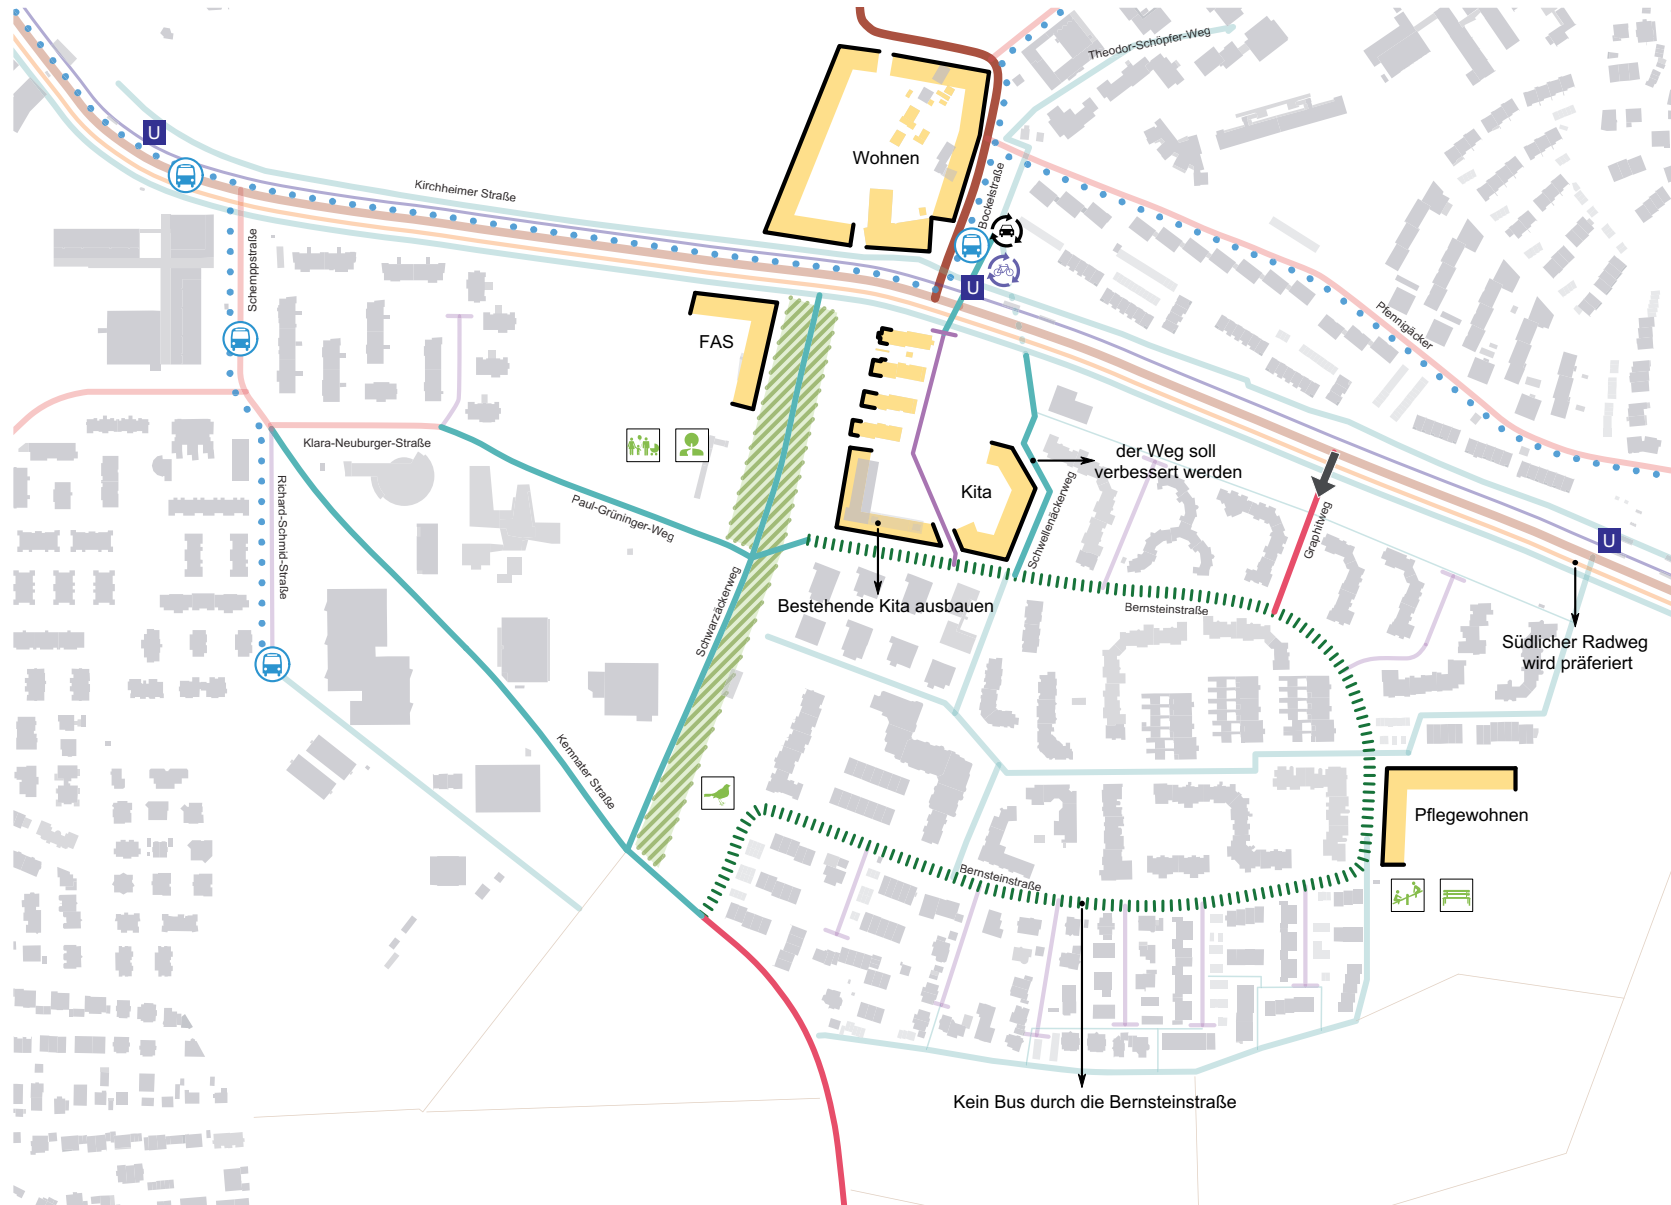 Theodor-Schöpfer-Weg
U
Wohnen
Kirchheimer Straße
Bockelstraße
Schemppstraße
U
Pfennigäcker
FAS
Klara-Neuburger-Straße
der Weg soll
verbessert werden
Kita
Richard-Schmid-Straße
Paul-Grüninger-Weg
Schwellenäckerweg
Graphitweg
U
Schwarzäckerweg
Bestehende Kita ausbauen
Bernsteinstraße
Südlicher Radweg
wird präferiert
Kemnater Straße
Pflegewohnen
Bernsteinstraße
Kein Bus durch die Bernsteinstraße